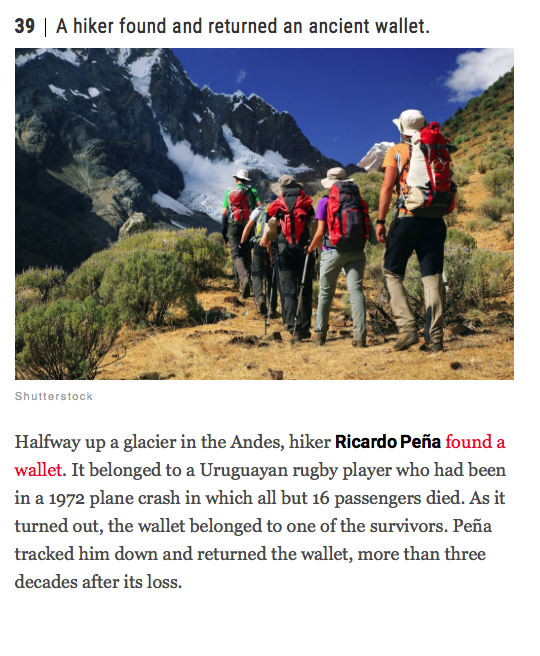 39 | A hiker found and returned an ancient wallet.
Shutterstock
Halfway up a glacier in the Andes, hiker Ricardo Peña found a
wallet. It belonged to a Uruguayan rugby player who had been
in a 1972 plane crash in which all but 16 passengers died. As it
turned out, the wallet belonged to one of the survivors. Peña
tracked him down and returned the wallet, more than three
decades after its loss.